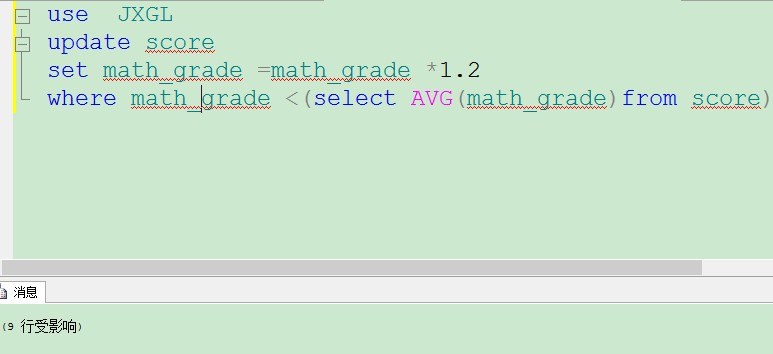 use  JXGL
update score
set math_grade =math_grade *1.2
where math_grade <(select AVG(math_grade)from score)
消息
(9 行受影响)